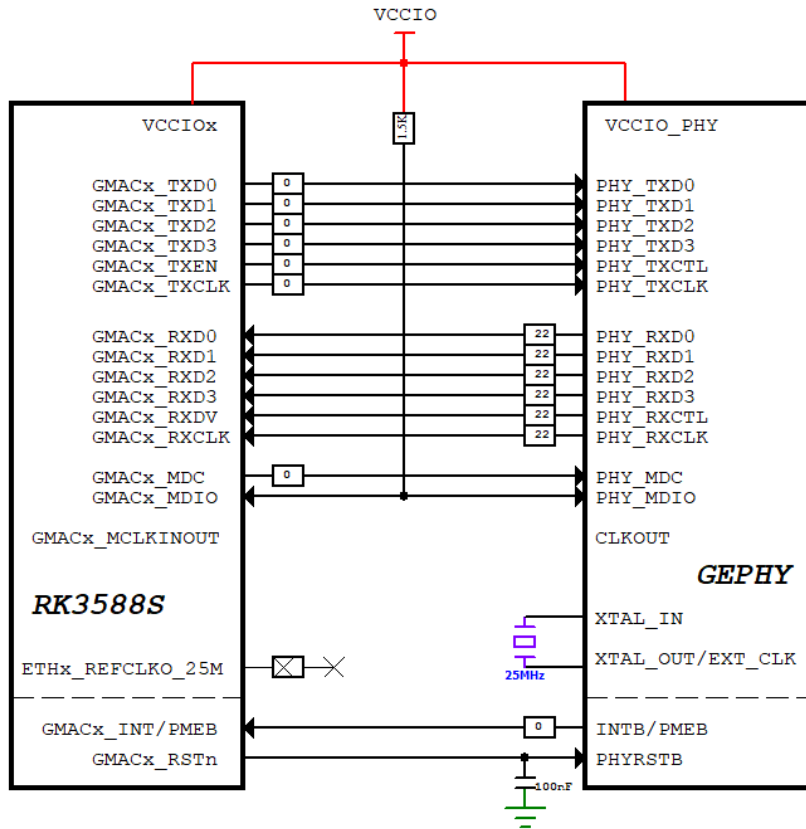 VCCIO
VCCIOx
1.5K
VCCIO_PHY
GMACx_TXD0 0 PHY_TXD0
GMACx_TXD1 0 PHY_TXD1
GMACx_TXD2 0 PHY_TXD2
GMACx_TXD3 0 PHY_TXD3
GMACx_TXEN 0 PHY_TXCTL
GMACx_TXCLK 0 PHY_TXCLK
GMACx_RXD0 22 PHY_RXD0
GMACx_RXD1 22 PHY_RXD1
GMACx_RXD2 22 PHY_RXD2
GMACx_RXD3 22 PHY_RXD3
GMACx_RXDV 22 PHY_RXCTL
GMACx_RXCLK 22 PHY_RXCLK
GMACx_MDC 0 PHY_MDC
GMACx_MDIO PHY_MDIO
GMACx_MCLKINOUT CLKOUT
GEPHY
RK3588S
XTAL_IN
ETHx_REFCLKO_25M
XTAL_OUT/EXT_CLK
25MHz
GMACx_INT/PMEB 0 INTB/PMEB
GMACx_RSTn PHYRSTB
100nF